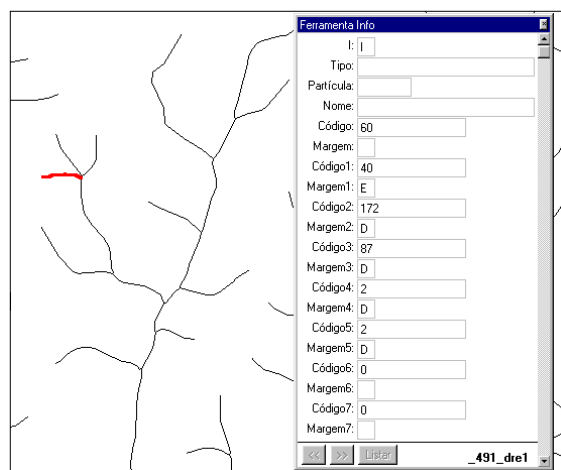 Ferramenta Info
I: I
Tipo:
Partícula:
Nome:
Código: 60
Margem:
Código1: 40
Margem1: E
Código2: 172
Margem2: D
Código3: 87
Margem3: D
Código4: 2
Margem4: D
Código5: 2
Margem5: D
Código6: 0
Margem6:
Código7: 0
Margem7:
<< >> Listar _491_dre1